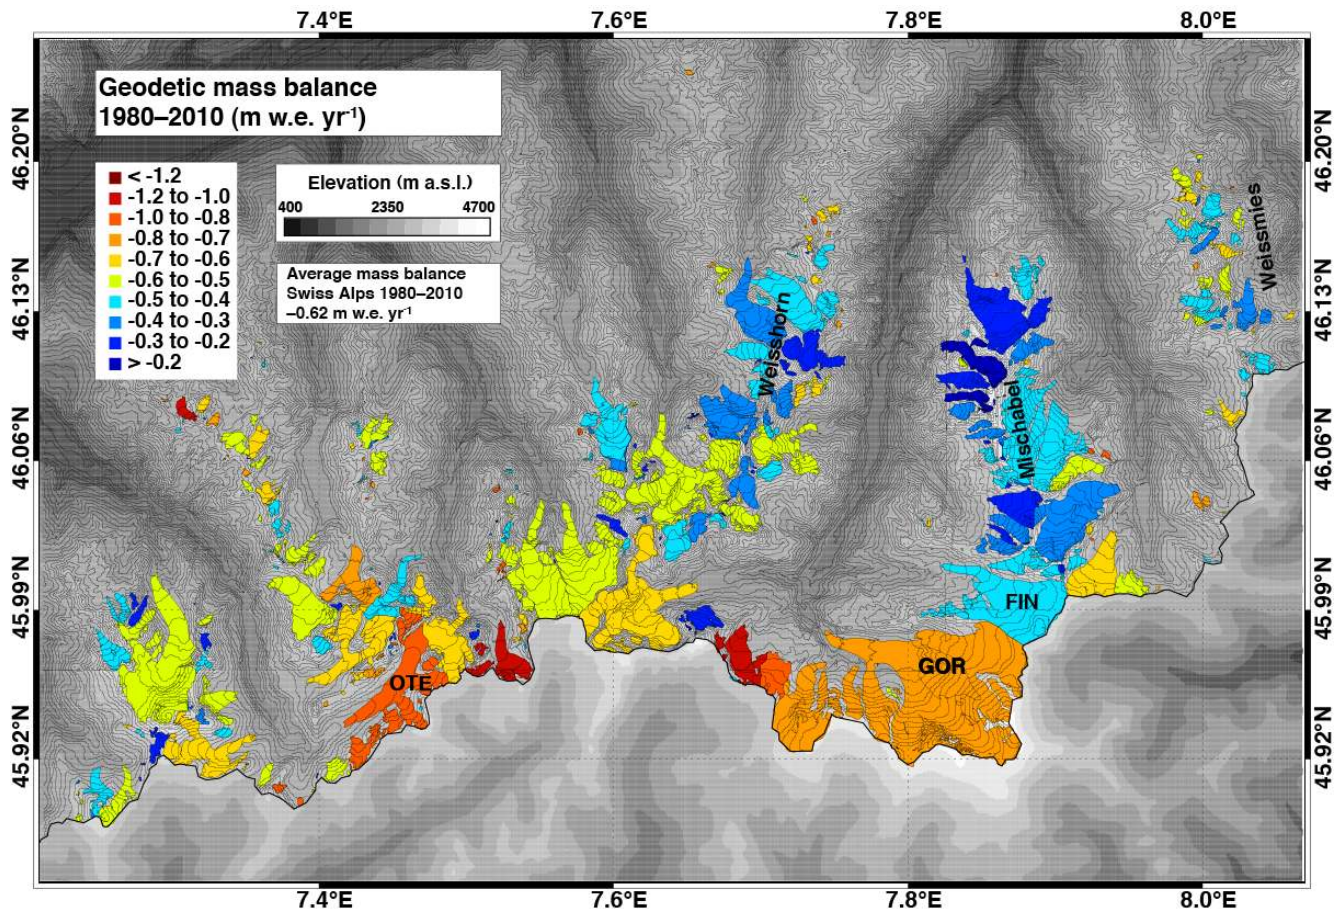 7.4°E 7.6°E 7.8°E 8.0°E
Geodetic mass balance
1980–2010 (m w.e. yr⁻¹)
< -1.2
-1.2 to -1.0
-1.0 to -0.8
-0.8 to -0.7
-0.7 to -0.6
-0.6 to -0.5
-0.5 to -0.4
-0.4 to -0.3
-0.3 to -0.2
> -0.2
Elevation (m a.s.l.)
400 2350 4700
Average mass balance
Swiss Alps 1980–2010
–0.62 m w.e. yr⁻¹
46.20°N
46.13°N
46.06°N
45.99°N
45.92°N
Weisshorn
Mischabel
Weissmies
FIN
GOR
OTE
46.20°N
46.13°N
46.06°N
45.99°N
45.92°N
7.4°E 7.6°E 7.8°E 8.0°E